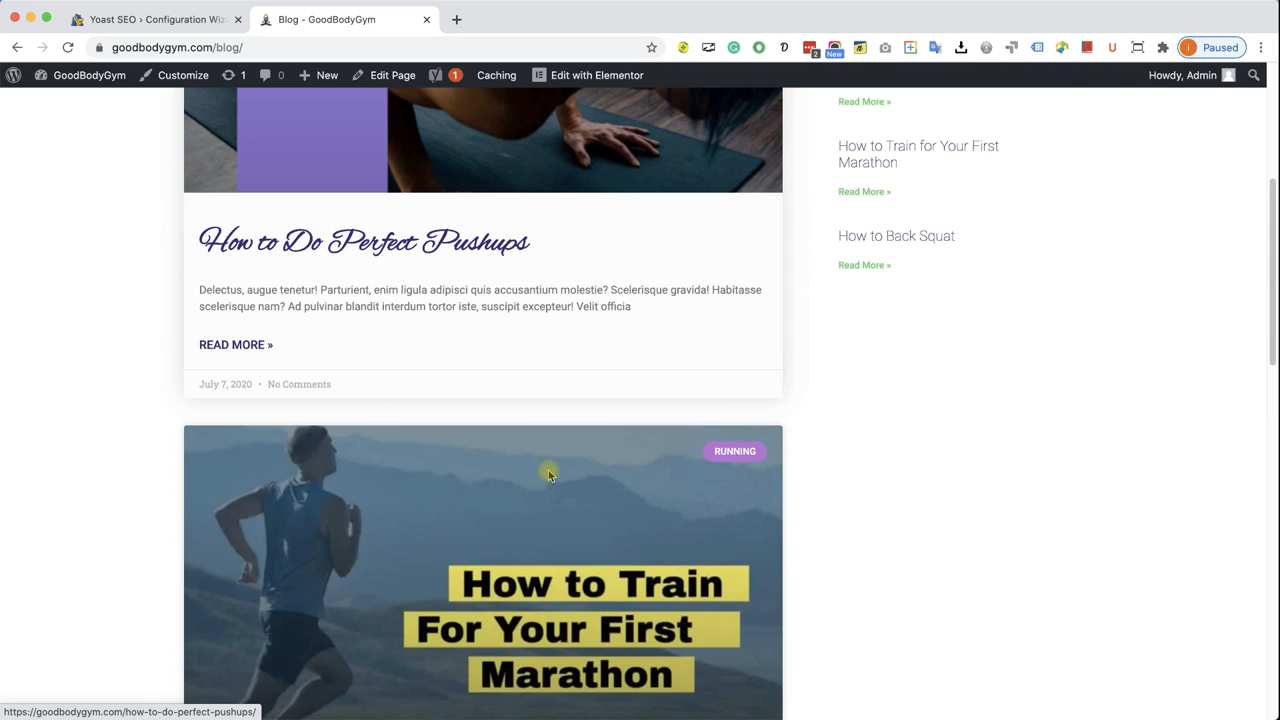 Yoast SEO › Configuration Wiz
Blog - GoodBodyGym
goodbodygym.com/blog/
2
New
Paused
GoodBodyGym
Customize
1
0
New
Edit Page
1
Caching
Edit with Elementor
Howdy, Admin
Read More »
How to Train for Your First
Marathon
Read More »
How to Back Squat
Read More »
How to Do Perfect Pushups
Delectus, augue tenetur! Parturient, enim ligula adipisci quis accusantium molestie? Scelerisque gravida! Habitasse
scelerisque nam? Ad pulvinar blandit interdum tortor iste, suscipit excepteur! Velit officia
READ MORE »
July 7, 2020 • No Comments
RUNNING
How to Train
For Your First
Marathon
https://goodbodygym.com/how-to-do-perfect-pushups/